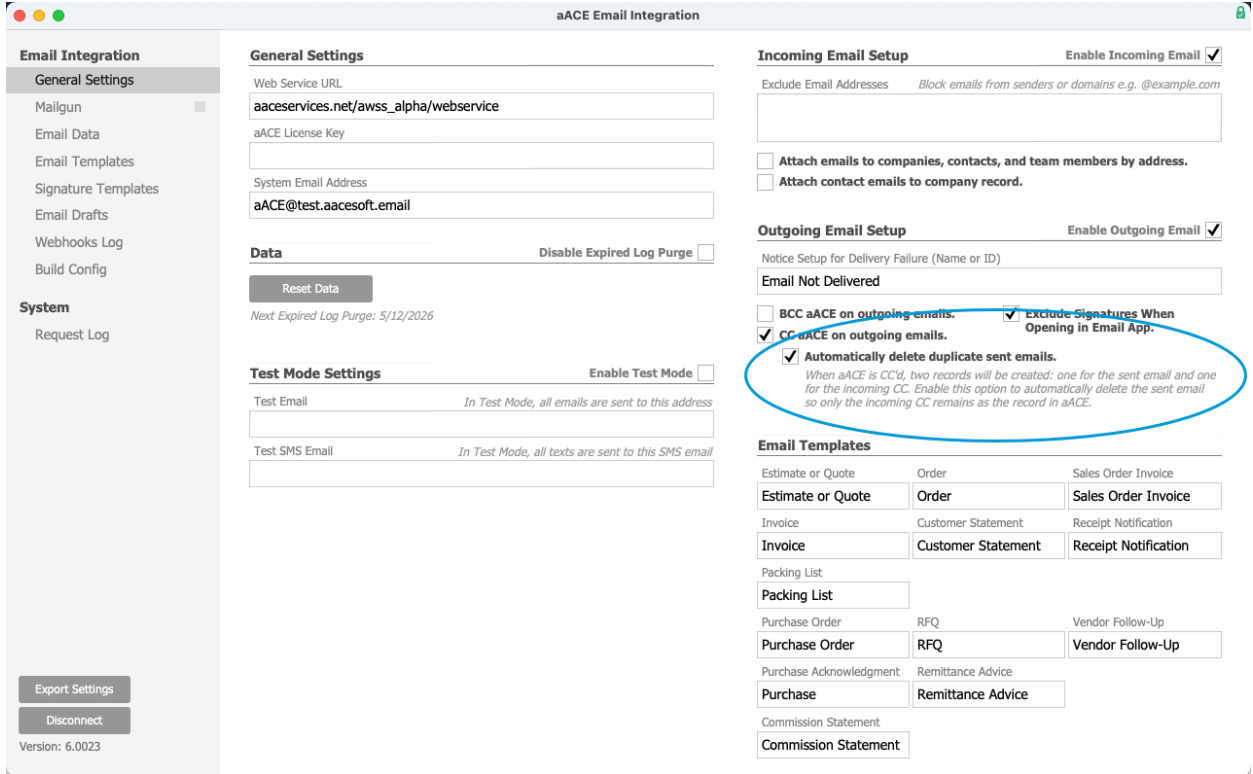 aACE Email Integration
Email Integration
General Settings
Mailgun
Email Data
Email Templates
Signature Templates
Email Drafts
Webhooks Log
Build Config
System
Request Log
Export Settings
Disconnect
Version: 6.0023
General Settings
Web Service URL
aaceservices.net/awss_alpha/webservice
aACE License Key
System Email Address
aACE@test.aacesoft.email
Data
Disable Expired Log Purge
Reset Data
Next Expired Log Purge: 5/12/2026
Test Mode Settings
Enable Test Mode
Test Email
In Test Mode, all emails are sent to this address
Test SMS Email
In Test Mode, all texts are sent to this SMS email
Incoming Email Setup
Enable Incoming Email
Exclude Email Addresses
Block emails from senders or domains e.g. @example.com
Attach emails to companies, contacts, and team members by address.
Attach contact emails to company record.
Outgoing Email Setup
Enable Outgoing Email
Notice Setup for Delivery Failure (Name or ID)
Email Not Delivered
BCC aACE on outgoing emails.
Exclude Signatures When
Opening in Email App.
CC aACE on outgoing emails.
Automatically delete duplicate sent emails.
When aACE is CC'd, two records will be created: one for the sent email and one
for the incoming CC. Enable this option to automatically delete the sent email
so only the incoming CC remains as the record in aACE.
Email Templates
Estimate or Quote
Order
Sales Order Invoice
Estimate or Quote
Order
Sales Order Invoice
Invoice
Customer Statement
Receipt Notification
Invoice
Customer Statement
Receipt Notification
Packing List
Packing List
Purchase Order
RFQ
Vendor Follow-Up
Purchase Order
RFQ
Vendor Follow-Up
Purchase Acknowledgment
Remittance Advice
Purchase
Remittance Advice
Commission Statement
Commission Statement